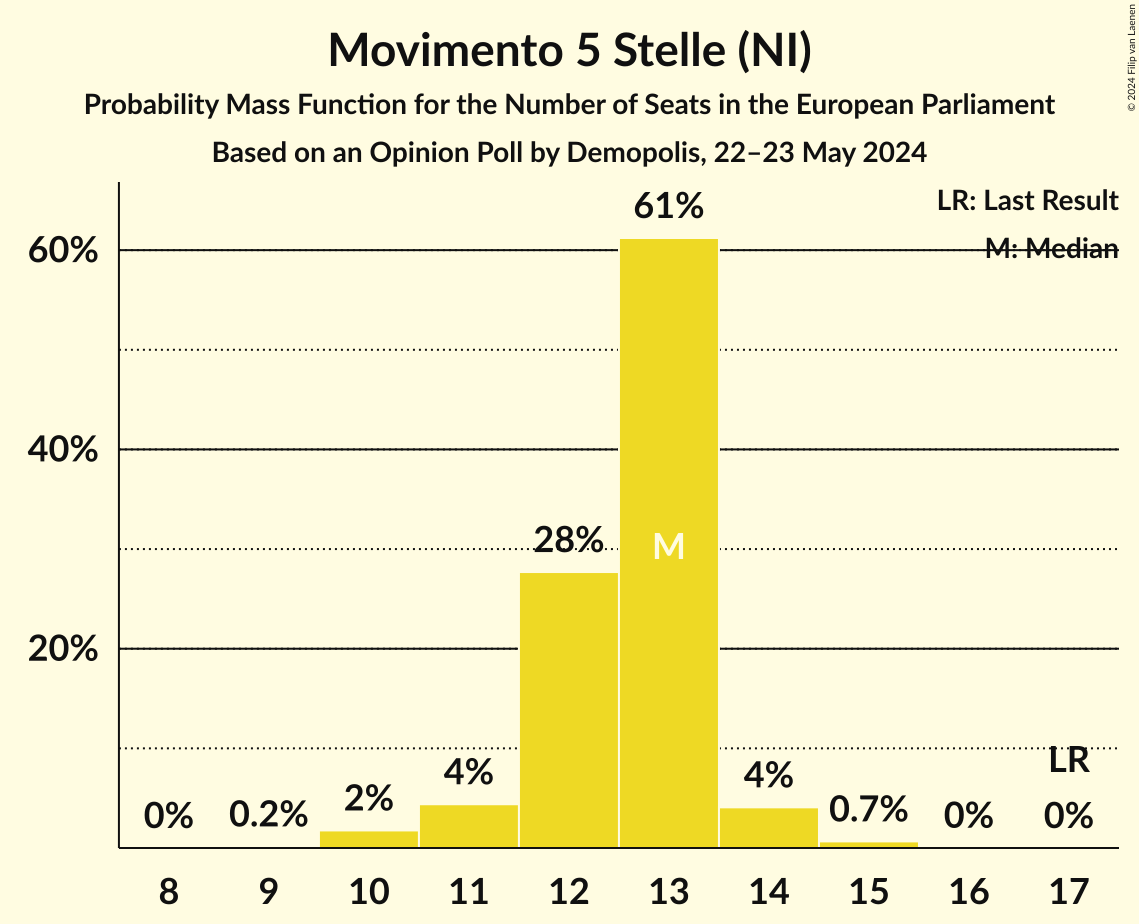 Movimento 5 Stelle (NI)
Probability Mass Function for the Number of Seats in the European Parliament
Based on an Opinion Poll by Demopolis, 22–23 May 2024
© 2024 Filip van Laenen
LR: Last Result
M: Median
60%
40%
20%
0%
0.2%
2%
4%
28%
61%
M
4%
0.7%
0%
LR
0%
8 9 10 11 12 13 14 15 16 17